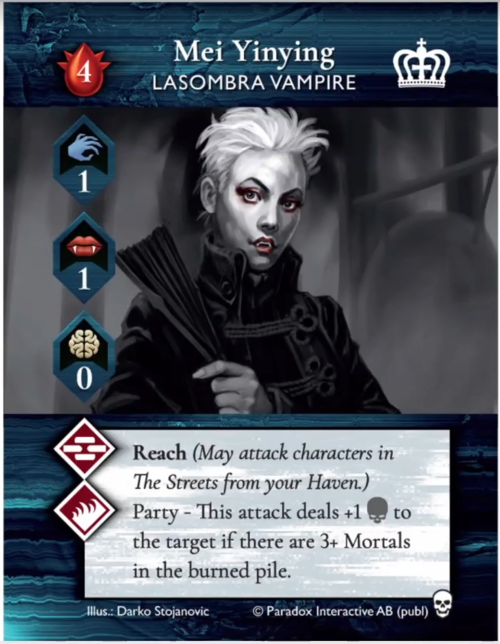 4
Mei Yinying
LASOMBRA VAMPIRE
1
1
0
Reach (May attack characters in
The Streets from your Haven.)
Party - This attack deals +1 to
the target if there are 3+ Mortals
in the burned pile.
Illus.: Darko Stojanovic © Paradox Interactive AB (publ)